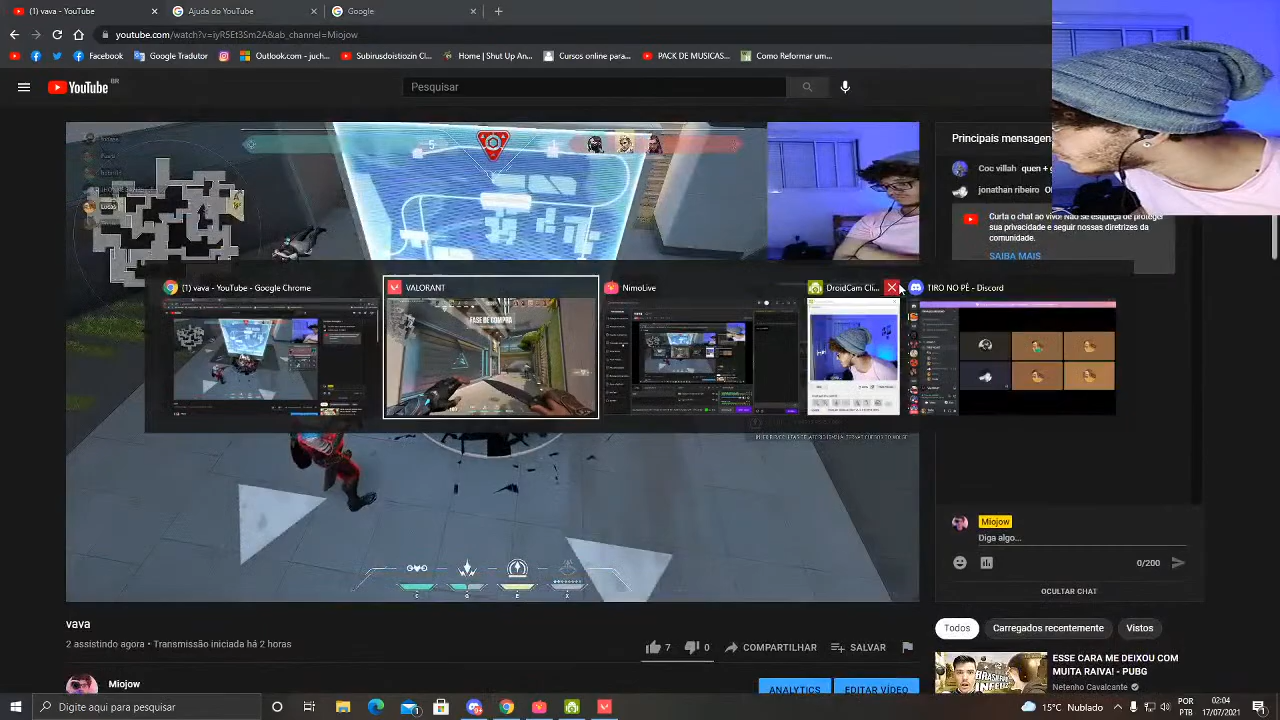 (1) vava - YouTube
Ajuda do YouTube
Google
youtube.com/watch?v=iyR5Et3Sm2A&ab_channel=Miojow
Facebook
Google Tradutor
Outlook.com - juch...
Susunsoistoizin Cl...
Home | Shut Up An...
Cursos online para...
PACK DE MUSICAS...
Como Reformar um...
YouTube BR
Pesquisar
Principais mensagens
Coc villah quen +
jonathan ribeiro
Curta o chat ao vivo! Não se esqueça de proteger
sua privacidade e seguir nossas diretrizes da
comunidade.
SAIBA MAIS
(1) vava - YouTube - Google Chrome
VALORANT
NimoLive
DroidCam Cli...
TIRO NO PÉ - Discord
FASE DE COMPRA
Miojow
Diga algo...
0/200
OCULTAR CHAT
vava
2 assistindo agora • Transmissão iniciada há 2 horas
7
0
COMPARTILHAR
SALVAR
Todos
Carregados recentemente
Vistos
ESSE CARA ME DEIXOU COM
MUITA RAIVA! - PUBG
Netenho Cavalcante
Miojow
ANALYTICS
EDITAR VÍDEO
Digite aqui para pesquisar
15°C Nublado
POR
PTB
02:04
17/07/2021